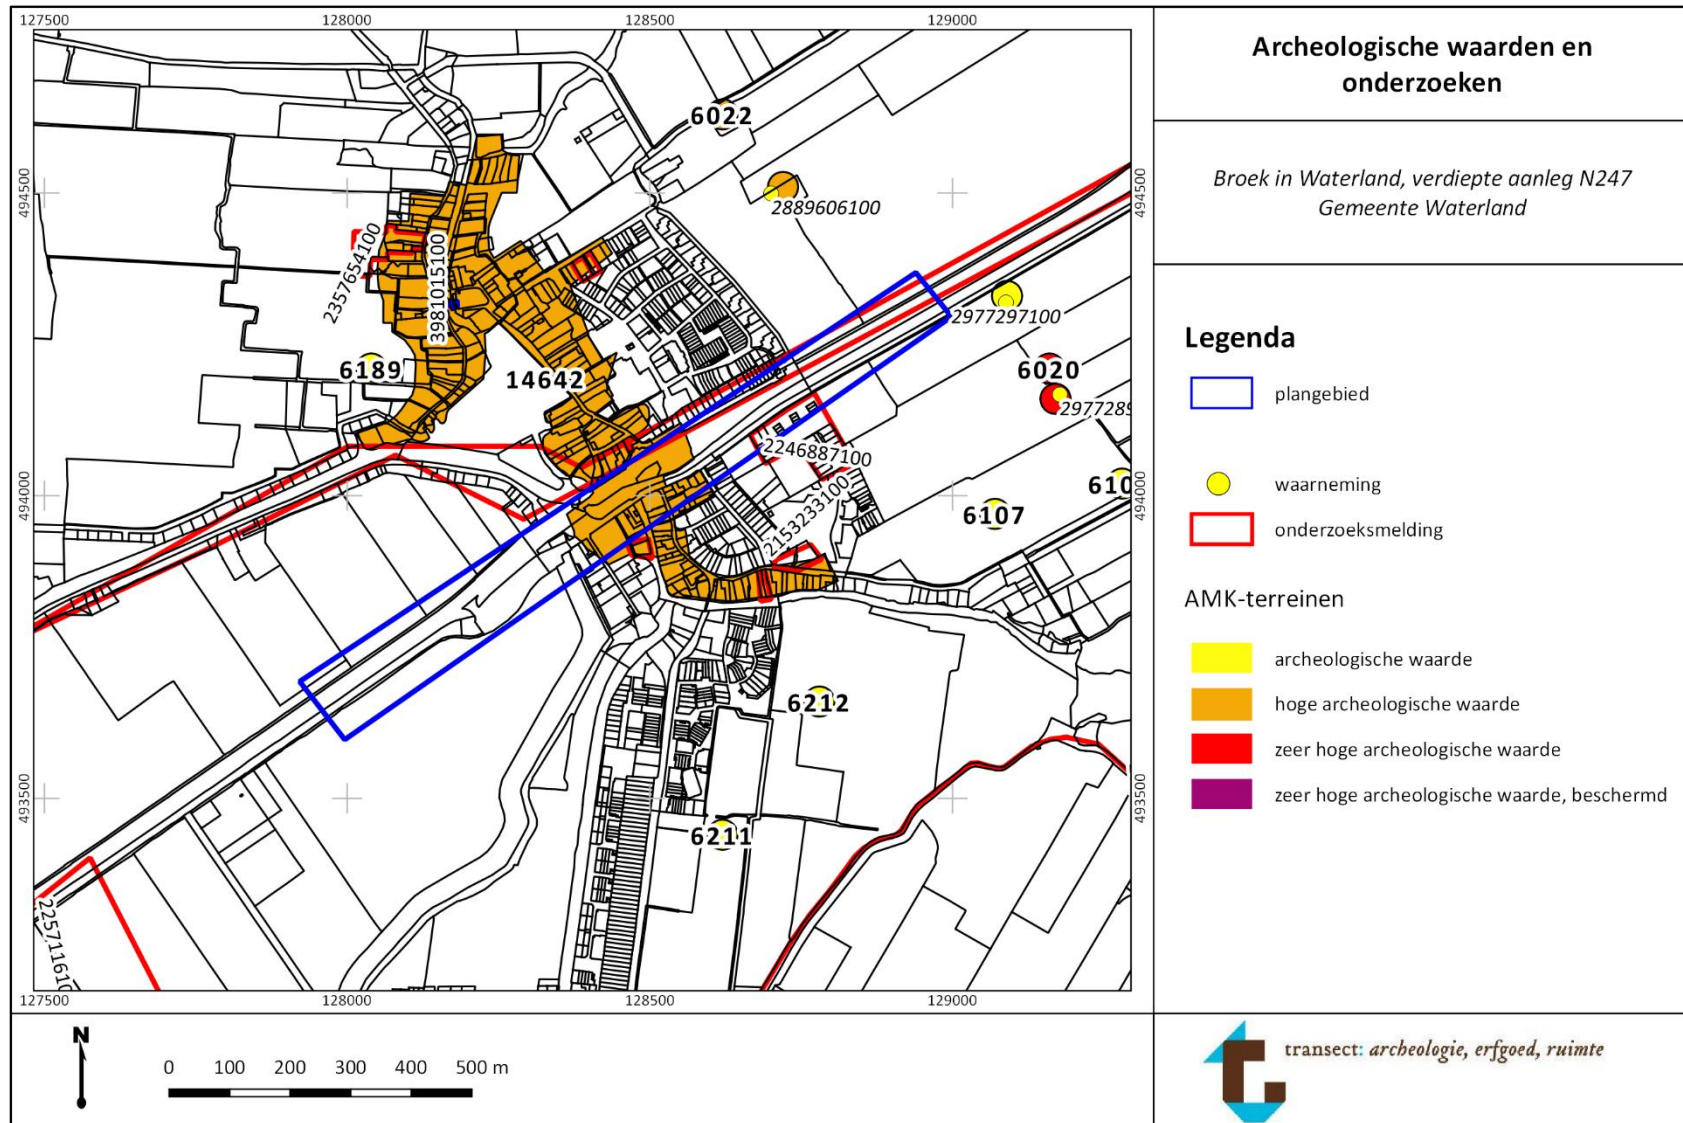 127500
128000
128500
129000
Archeologische waarden en
onderzoeken
Broek in Waterland, verdiepte aanleg N247
Gemeente Waterland
494500
494500
6022
2889606100
2357654100
3981015100
2977297100
6189
14642
6020
2246887100
2153233100
6107
494000
494000
6212
6211
493500
493500
127500
128000
128500
129000
Legenda
plangebied
waarneming
onderzoeksmelding
AMK-terreinen
archeologische waarde
hoge archeologische waarde
zeer hoge archeologische waarde
zeer hoge archeologische waarde, beschermd
N
0 100 200 300 400 500 m
transect: archeologie, erfgoed, ruimte